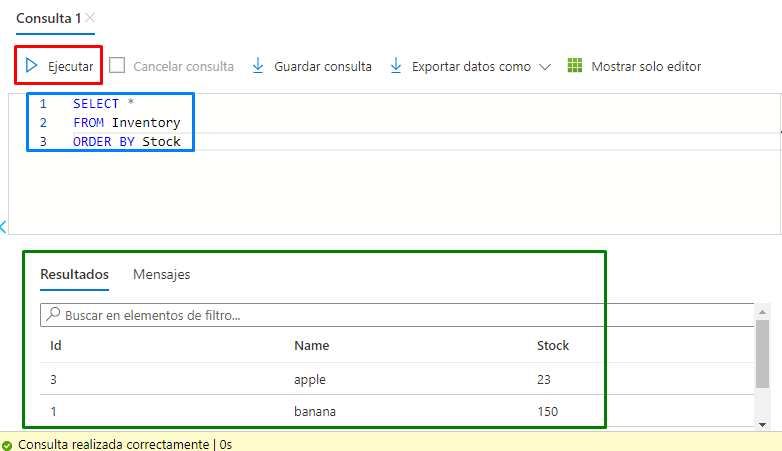 Consulta 1
Ejecutar Cancelar consulta Guardar consulta Exportar datos como Mostrar solo editor
1 SELECT *
2 FROM Inventory
3 ORDER BY Stock
Resultados Mensajes
Buscar en elementos de filtro...
Id Name Stock
3 apple 23
1 banana 150
Consulta realizada correctamente | 0s